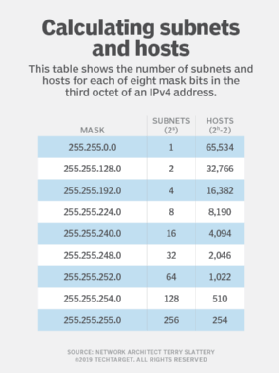 Calculating subnets
and hosts
This table shows the number of subnets and
hosts for each of eight mask bits in the
third octet of an IPv4 address.
MASK SUBNETS (2ˢ) HOSTS (2ʰ-2)
255.255.0.0 1 65,534
255.255.128.0 2 32,766
255.255.192.0 4 16,382
255.255.224.0 8 8,190
255.255.240.0 16 4,094
255.255.248.0 32 2,046
255.255.252.0 64 1,022
255.255.254.0 128 510
255.255.255.0 256 254
SOURCE: NETWORK ARCHITECT TERRY SLATTERY
©2019 TECHTARGET. ALL RIGHTS RESERVED